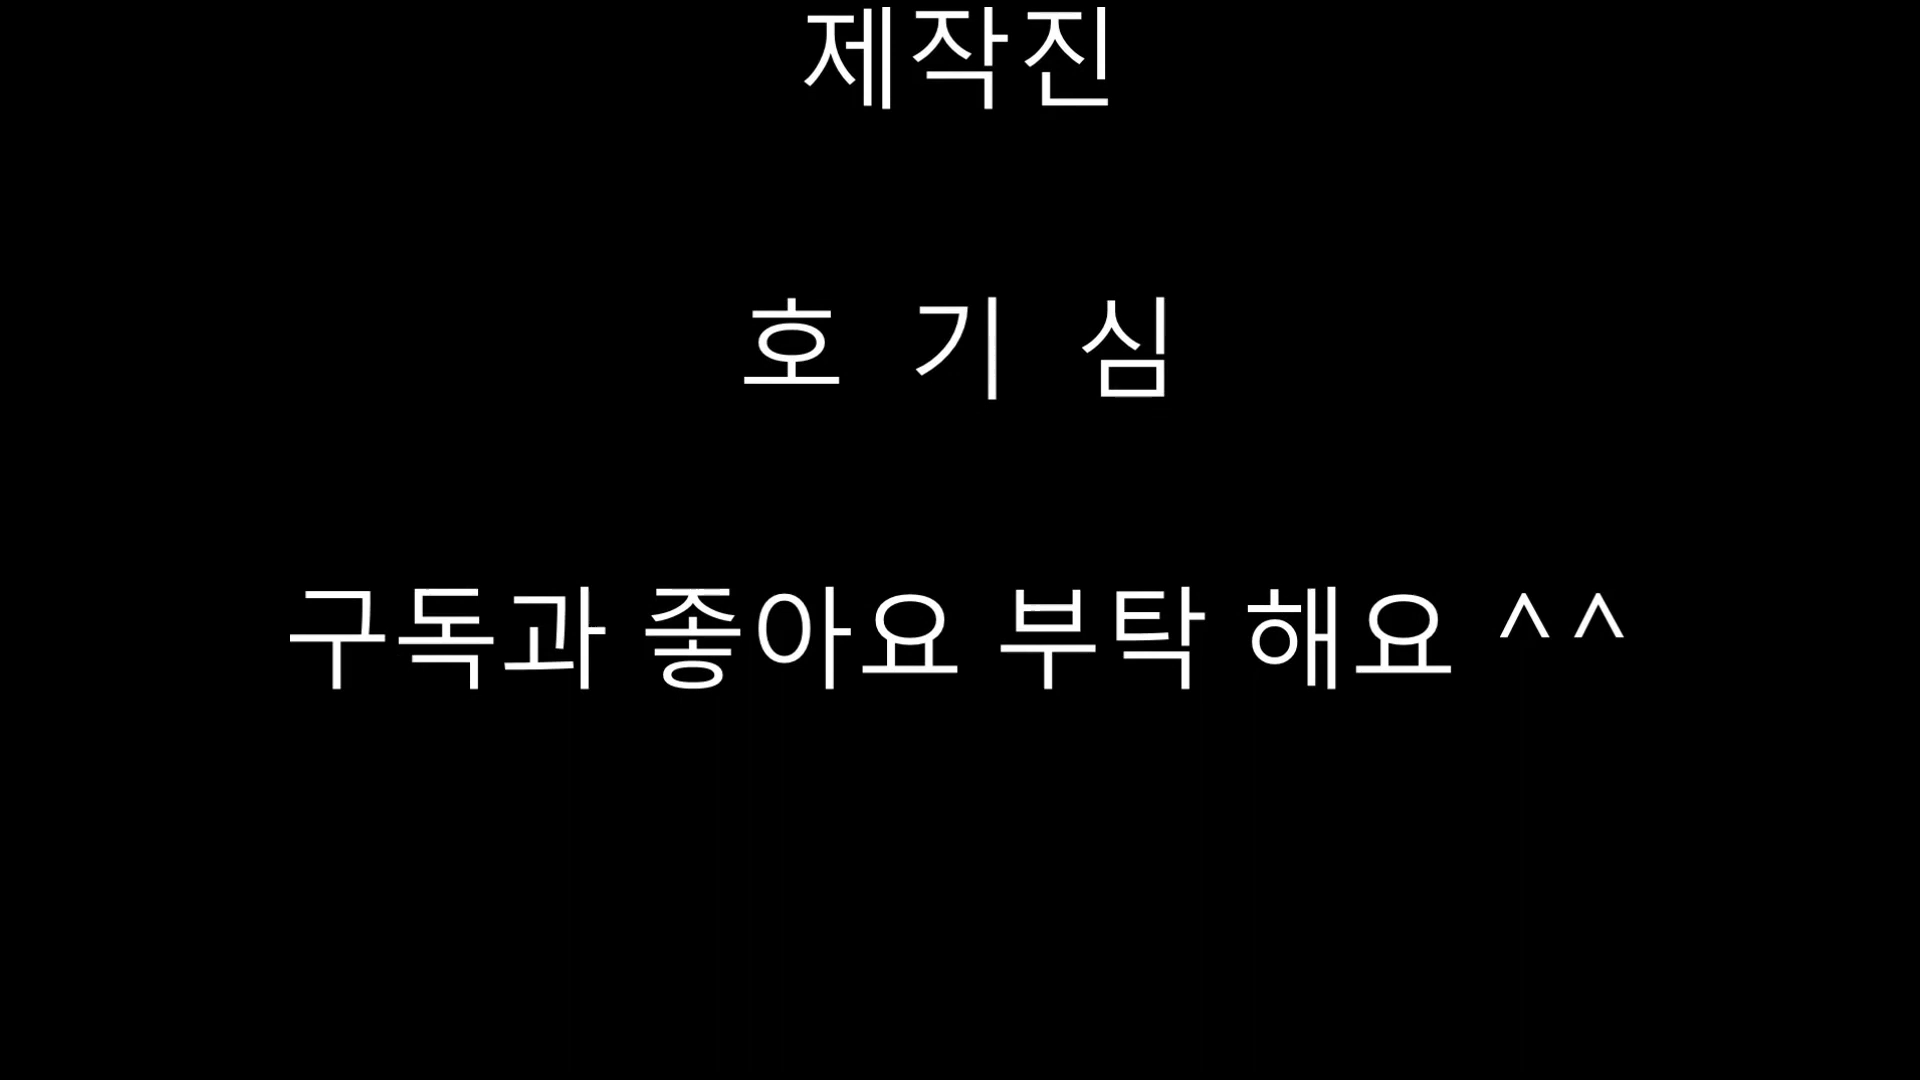 제작진
호 기 심
구독과 좋아요 부탁 해요 ^^